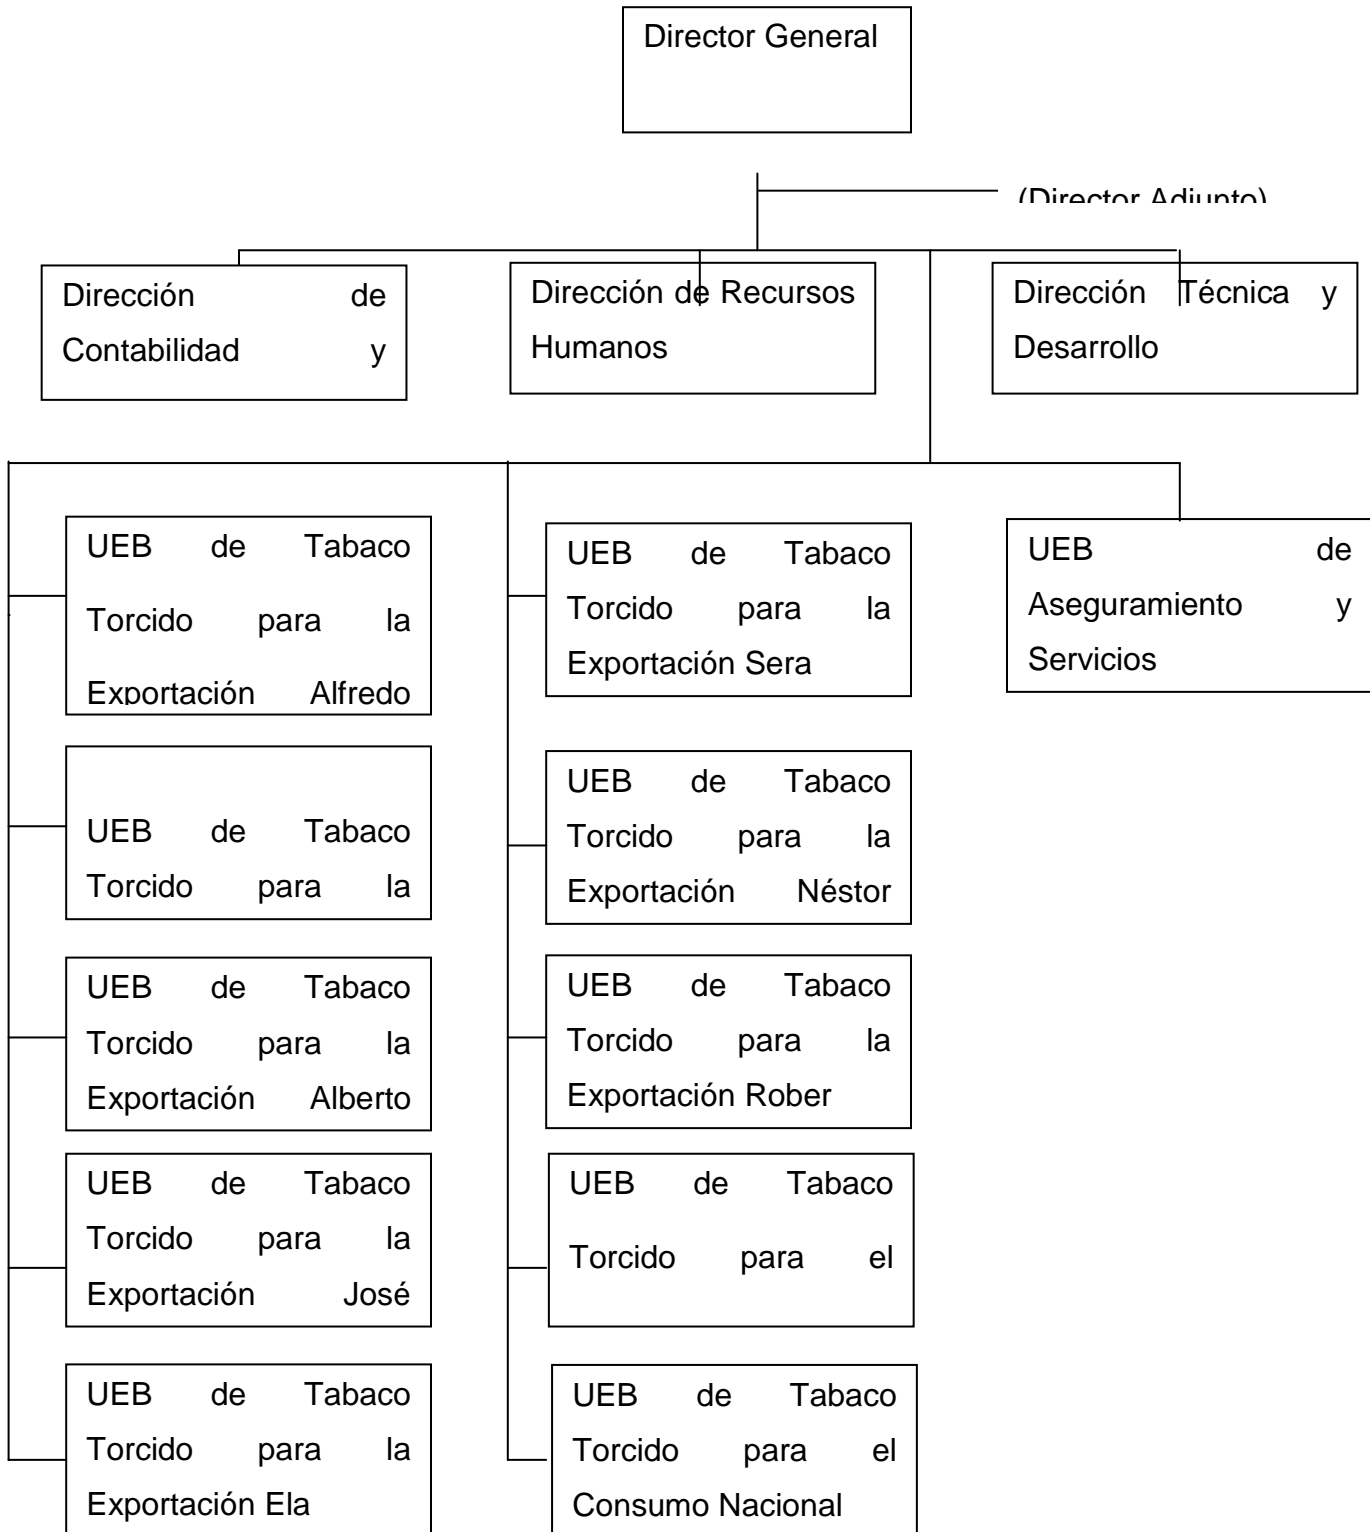 Director General
(Director Adjunto)
Dirección de
Contabilidad y
Dirección de Recursos
Humanos
Dirección Técnica y
Desarrollo
UEB de Tabaco
Torcido para la
Exportación Alfredo
UEB de Tabaco
Torcido para la
Exportación Sera
UEB de
Aseguramiento y
Servicios
UEB de Tabaco
Torcido para la
UEB de Tabaco
Torcido para la
Exportación Néstor
UEB de Tabaco
Torcido para la
Exportación Alberto
UEB de Tabaco
Torcido para la
Exportación Rober
UEB de Tabaco
Torcido para la
Exportación José
UEB de Tabaco
Torcido para el
UEB de Tabaco
Torcido para la
Exportación Ela
UEB de Tabaco
Torcido para el
Consumo Nacional